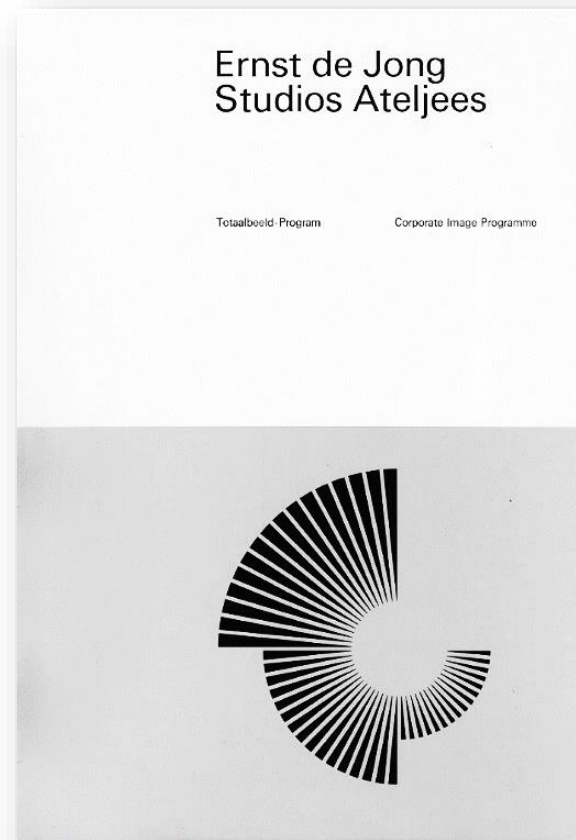 Ernst de Jong
Studios Ateljees
Totaalbeeld-Program
Corporate Image Programme